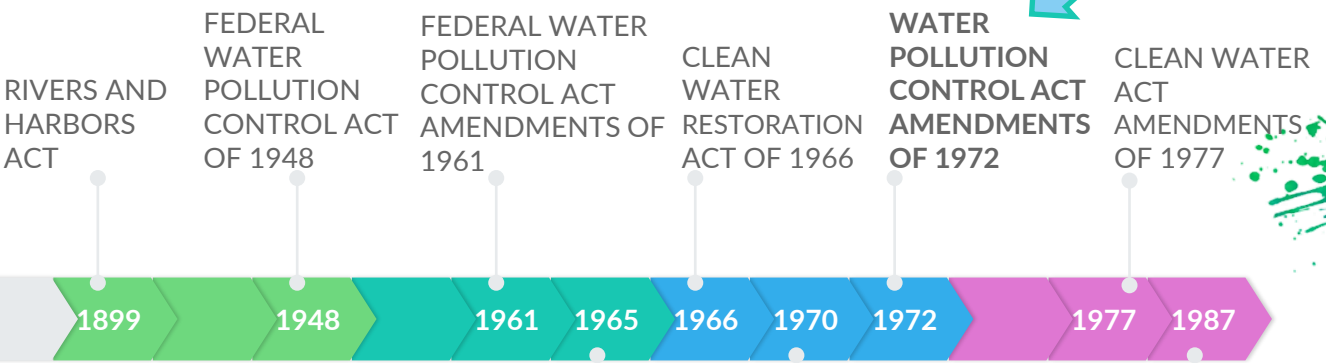 RIVERS AND
HARBORS
ACT
FEDERAL
WATER
POLLUTION
CONTROL ACT
OF 1948
FEDERAL WATER
POLLUTION
CONTROL ACT
AMENDMENTS OF
1961
CLEAN
WATER
RESTORATION
ACT OF 1966
WATER
POLLUTION
CONTROL ACT
AMENDMENTS
OF 1972
CLEAN WATER
ACT
AMENDMENTS
OF 1977
1899
1948
1961
1965
1966
1970
1972
1977
1987